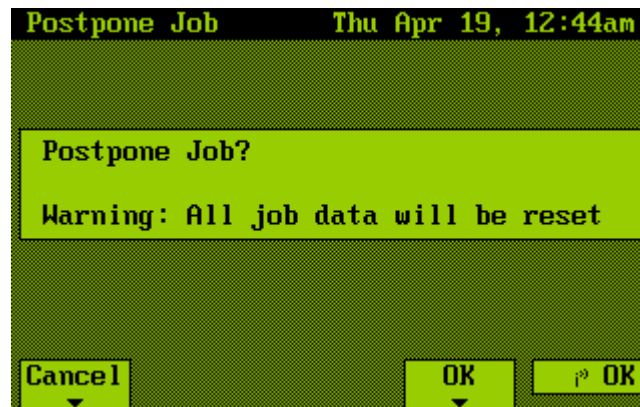 Postpone Job Thu Apr 19, 12:44am
Postpone Job?
Warning: All job data will be reset
Cancel OK OK